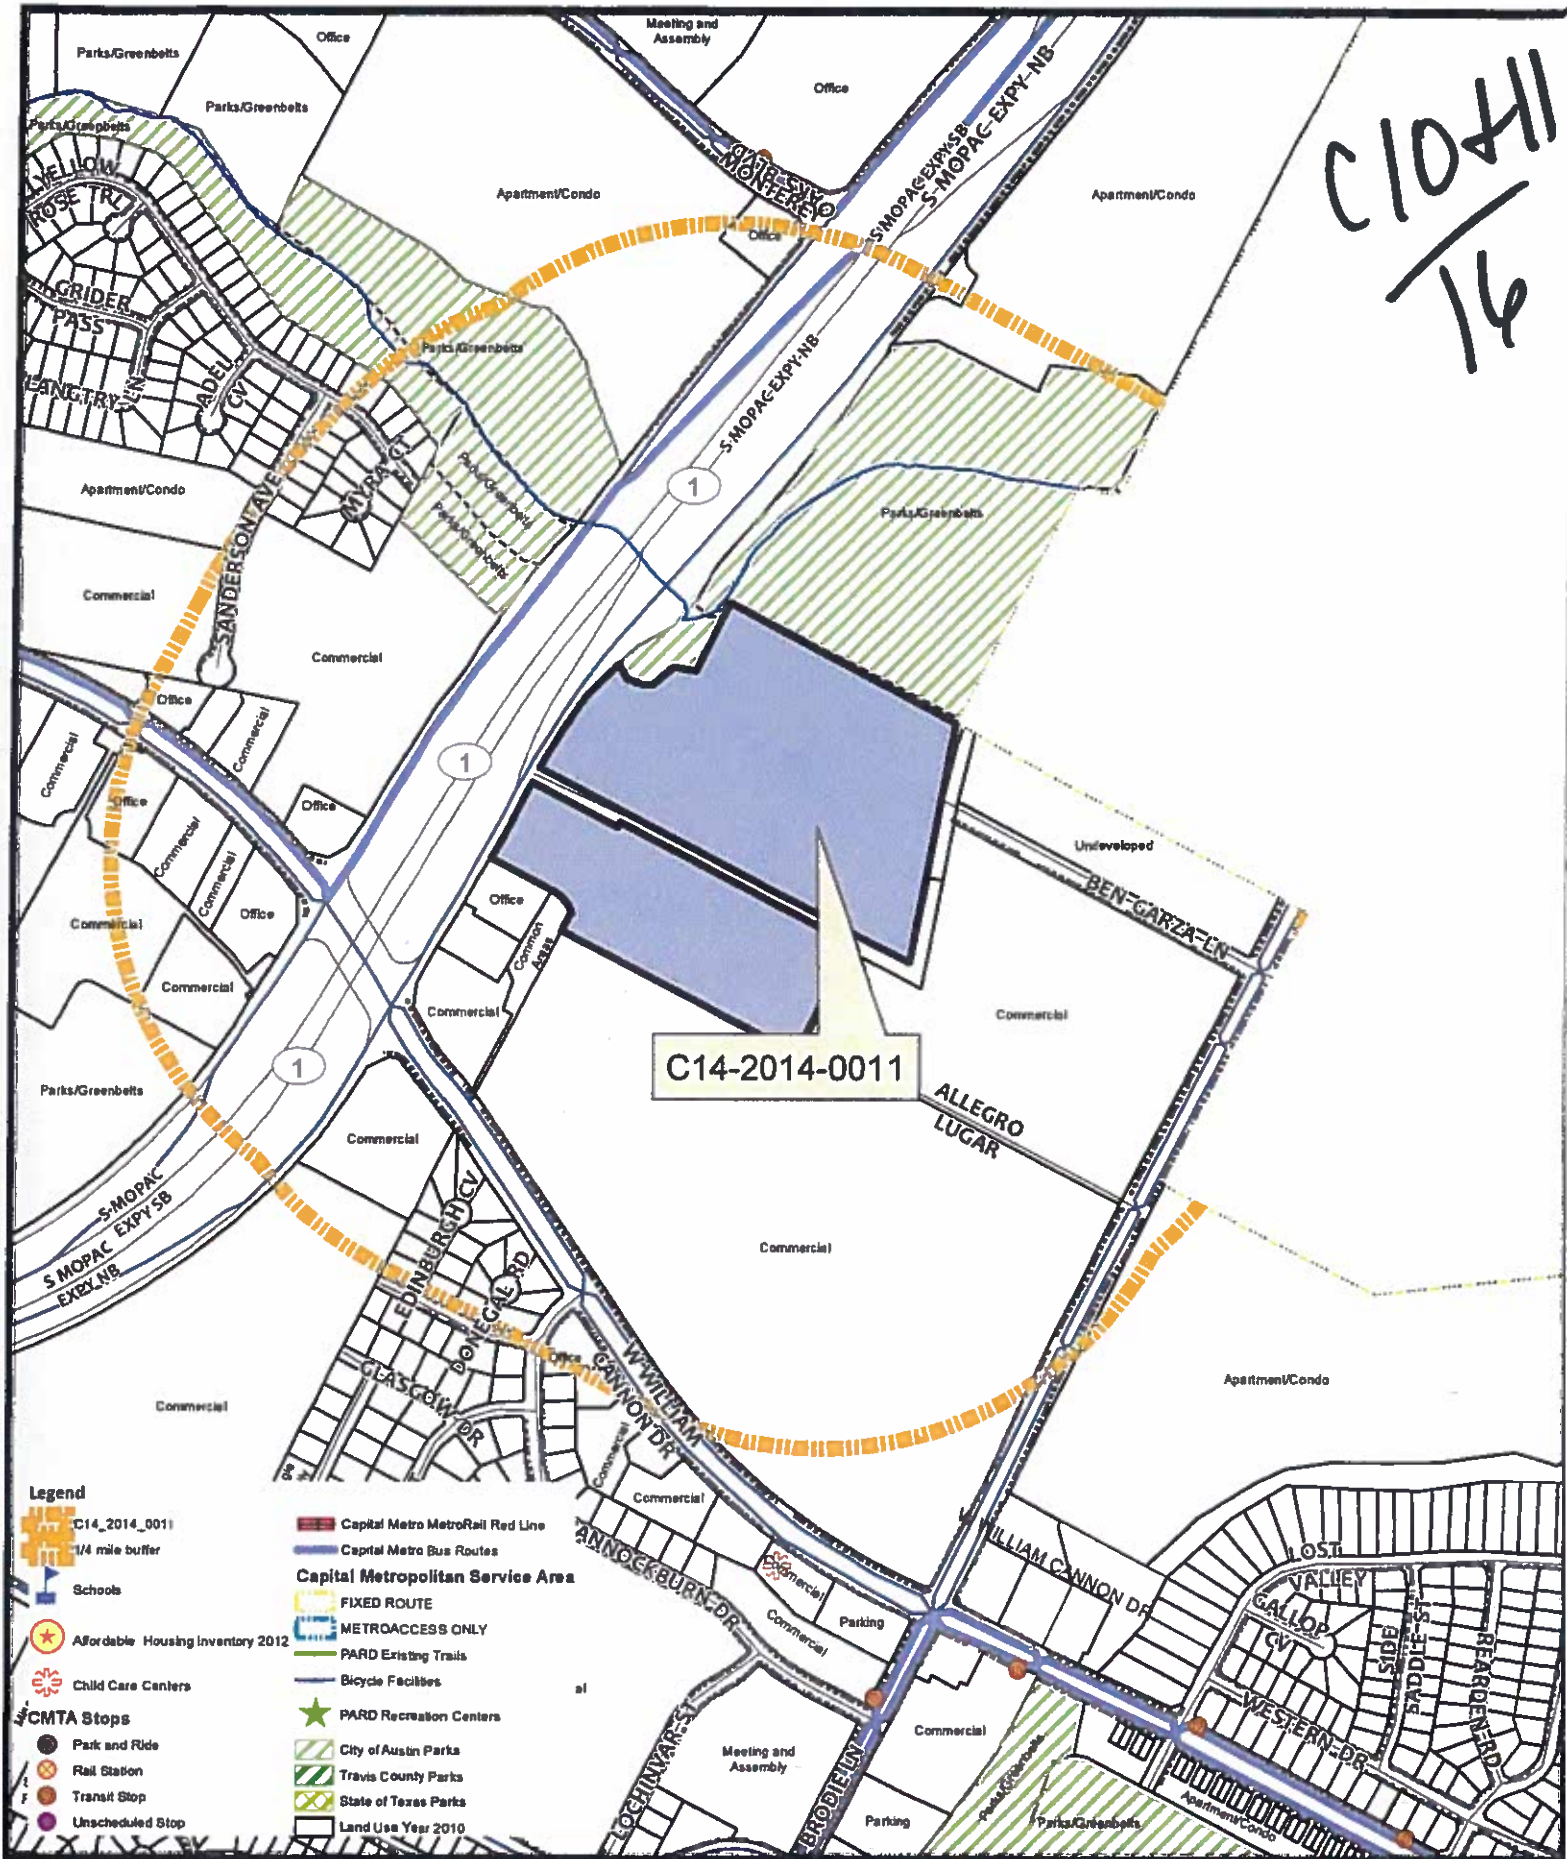 Parks/Greenbelts
Office
Meeting and
Assembly
Office
Parks/Greenbelts
Parks/Greenbelts
C10+11
16
YELLOW
ROSE TRL
GRIDER
PASS
LANGTRY LN
ADEL
CV
Apartment/Condo
MONTEREY
OAKS BLVD
Office
S MOPAC EXPY SB
S MOPAC EXPY NB
Apartment/Condo
Parks/Greenbelts
S MOPAC EXPY NB
Apartment/Condo
MYRA
SANDERSON AVE
Parks/Greenbelts
Parks/Greenbelts
1
Parks/Greenbelts
Commercial
Commercial
Office
Commercial
Commercial
1
Office
Office
Commercial
Commercial
Office
Commercial
Commercial
Office
Common
Areas
Commercial
Undeveloped
BEN GARZA LN
Commercial
C14-2014-0011
1
Parks/Greenbelts
Commercial
ALLEGRO
LUGAR
S MOPAC
EXPY SB
S MOPAC
EXPY NB
EDINBURGH CV
DONEGAL RD
Commercial
Office
GLASGOW DR
W WILLIAM
CANNON DR
Commercial
Apartment/Condo
Commercial
Commercial
ANNOCKBURN DR
Commercial
Commercial
Parking
WILLIAM CANNON DR
LOST
VALLEY
GALLOP
CV
SIDE
SADDLE ST
REARDEN RD
WESTERN DR
Commercial
Meeting and
Assembly
LOCHINVAR ST
BRODIE LN
Parking
Parks/Greenbelts
Parks/Greenbelts
Apartment/Condo
al
Legend
C14_2014_0011
1/4 mile buffer
Schools
Affordable Housing Inventory 2012
Child Care Centers
CMTA Stops
Park and Ride
Rail Station
Transit Stop
Unscheduled Stop
Capital Metro MetroRail Red Line
Capital Metro Bus Routes
Capital Metropolitan Service Area
FIXED ROUTE
METROACCESS ONLY
PARD Existing Trails
Bicycle Facilities
PARD Recreation Centers
City of Austin Parks
Travis County Parks
State of Texas Parks
Land Use Year 2010